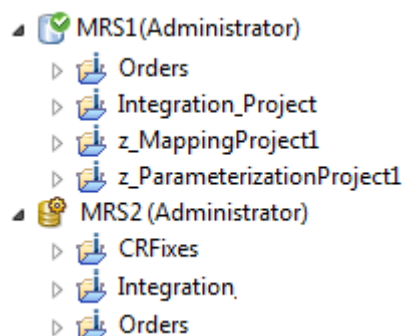 MRS1(Administrator)
Orders
Integration_Project
z_MappingProject1
z_ParameterizationProject1
MRS2 (Administrator)
CRFixes
Integration
Orders